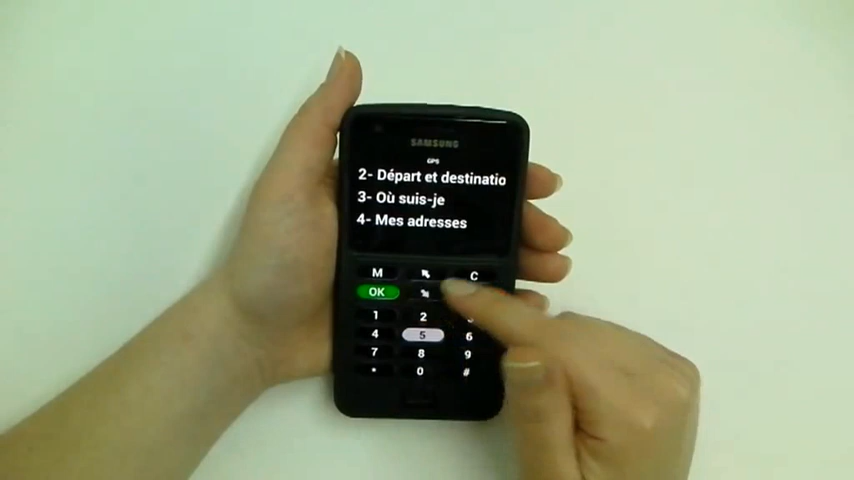 SAMSUNG
GPS
2- Départ et destinatio
3- Où suis-je
4- Mes adresses
M C
OK
1 2
4 5 6
7 8 9
* 0 #